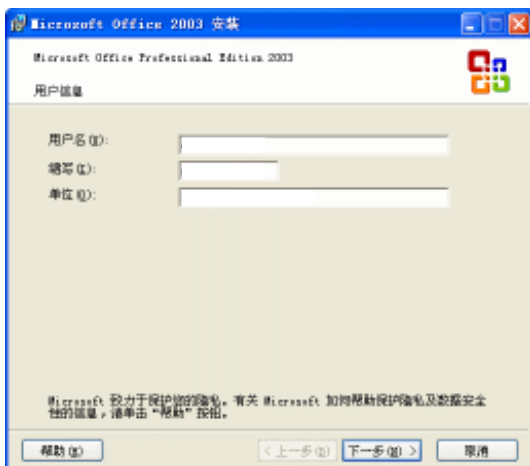 Microsoft Office 2003 安装
Microsoft Office Professional Edition 2003
用户信息
用户名(N):
缩写(I):
单位(O):
Microsoft 致力于保护您的隐私。有关 Microsoft 如何帮助保护隐私及数据安全
性的信息，请单击“帮助”按钮。
帮助(H)
< 上一步(B)
下一步(N) >
取消